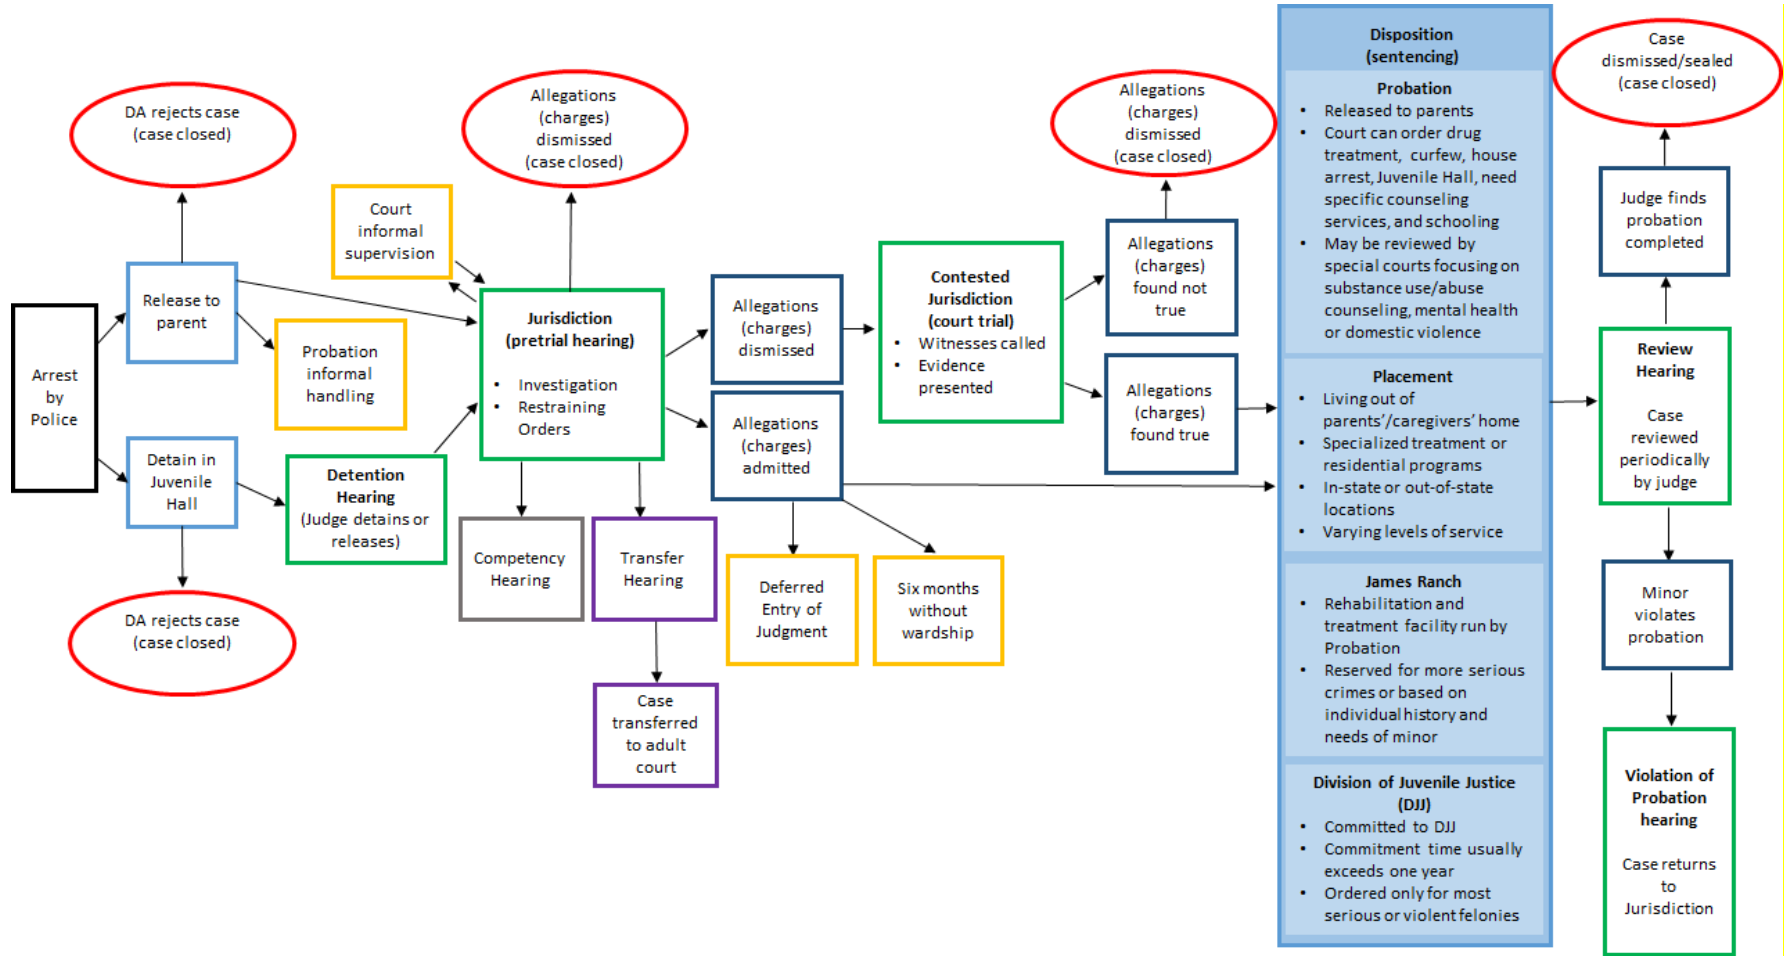 Arrest
by
Police
DA rejects case
(case closed)
Release to
parent
Probation
informal
handling
Detain in
Juvenile
Hall
DA rejects case
(case closed)
Detention
Hearing
(Judge detains or
releases)
Court
informal
supervision
Allegations
(charges)
dismissed
(case closed)
Jurisdiction
(pretrial hearing)
• Investigation
• Restraining
Orders
Competency
Hearing
Transfer
Hearing
Case
transferred
to adult
court
Allegations
(charges)
dismissed
Allegations
(charges)
admitted
Deferred
Entry of
Judgment
Six months
without
wardship
Contested
Jurisdiction
(court trial)
• Witnesses called
• Evidence
presented
Allegations
(charges)
dismissed
(case closed)
Allegations
(charges)
found not
true
Allegations
(charges)
found true
Disposition
(sentencing)
Probation
• Released to parents
• Court can order drug
treatment, curfew, house
arrest, Juvenile Hall, need
specific counseling
services, and schooling
• May be reviewed by
special courts focusing on
substance use/abuse
counseling, mental health
or domestic violence
Placement
• Living out of
parents’/caregivers’ home
• Specialized treatment or
residential programs
• In-state or out-of-state
locations
• Varying levels of service
James Ranch
• Rehabilitation and
treatment facility run by
Probation
• Reserved for more serious
crimes or based on
individual history and
needs of minor
Division of Juvenile Justice
(DJJ)
• Committed to DJJ
• Commitment time usually
exceeds one year
• Ordered only for most
serious or violent felonies
Case
dismissed/sealed
(case closed)
Judge finds
probation
completed
Review
Hearing
Case
reviewed
periodically
by judge
Minor
violates
probation
Violation of
Probation
hearing
Case returns
to
Jurisdiction